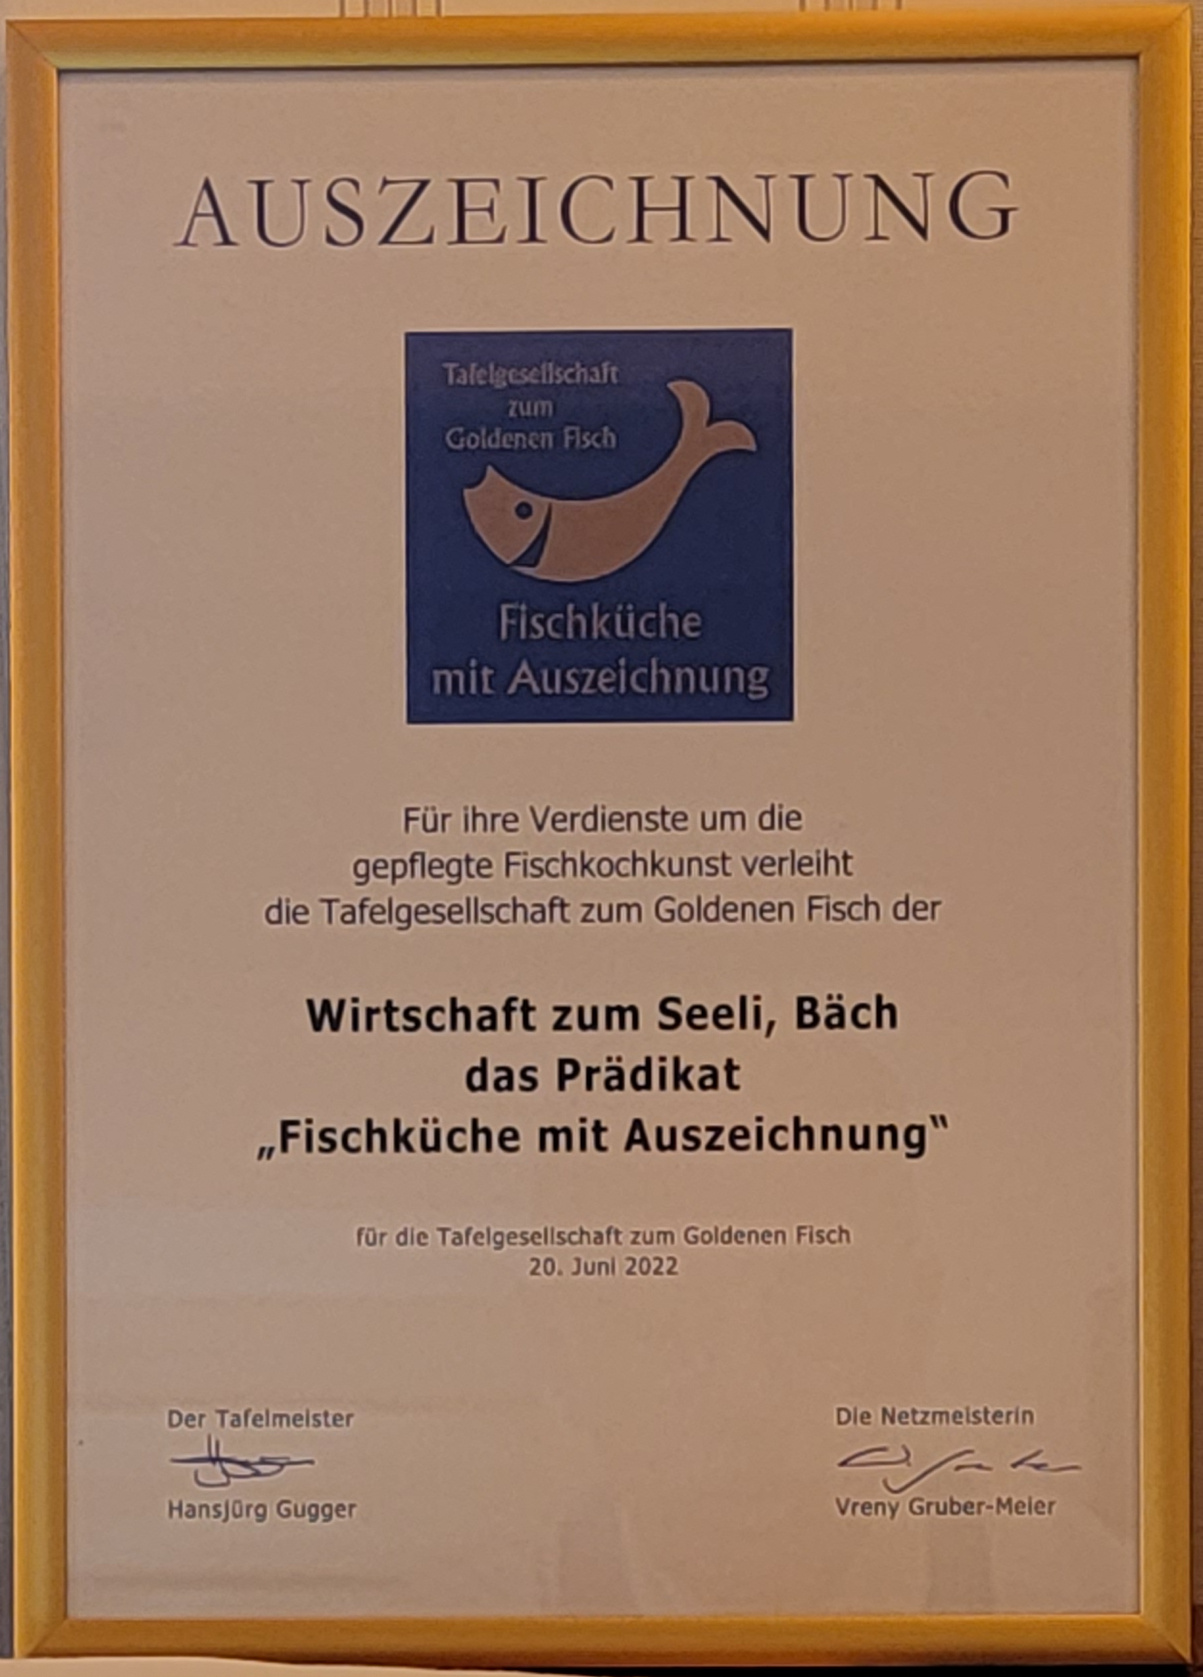 AUSZEICHNUNG
Tafelgesellschaft
zum
Goldenen Fisch
Fischküche
mit Auszeichnung
Für ihre Verdienste um die
gepflegte Fischkochkunst verleiht
die Tafelgesellschaft zum Goldenen Fisch der
Wirtschaft zum Seeli, Bäch
das Prädikat
„Fischküche mit Auszeichnung“
für die Tafelgesellschaft zum Goldenen Fisch
20. Juni 2022
Der Tafelmeister
HansJürg Gugger
Die Netzmeisterin
Vreny Gruber-Meier